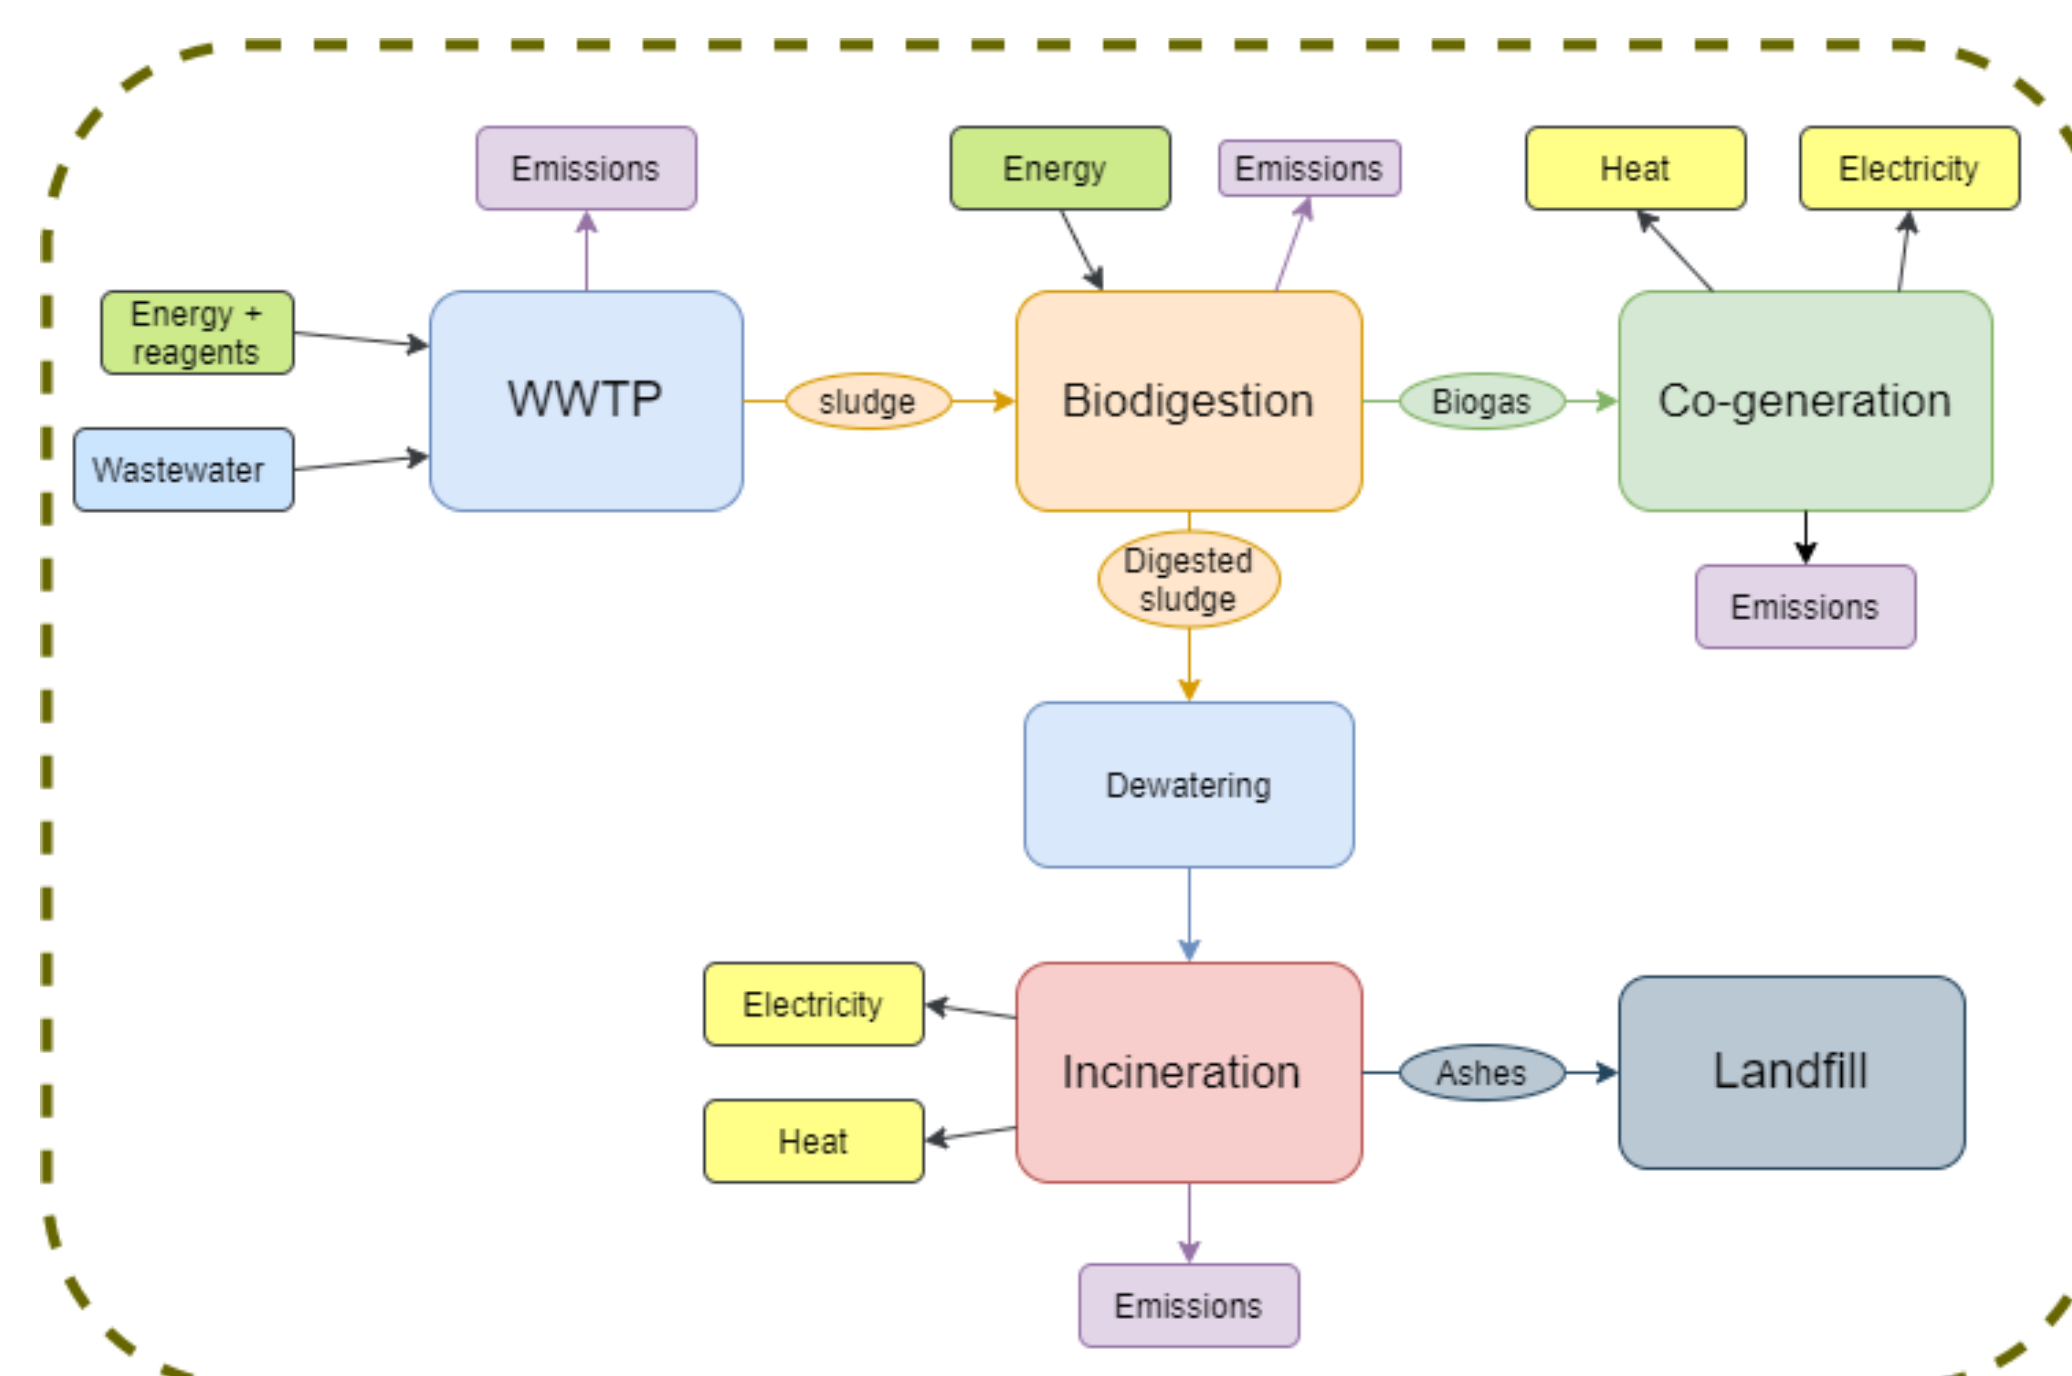 Emissions
Energy
Emissions
Heat
Electricity
Energy +
reagents
WWTP
sludge
Biodigestion
Biogas
Co-generation
Wastewater
Digested
sludge
Emissions
Dewatering
Electricity
Incineration
Ashes
Landfill
Heat
Emissions